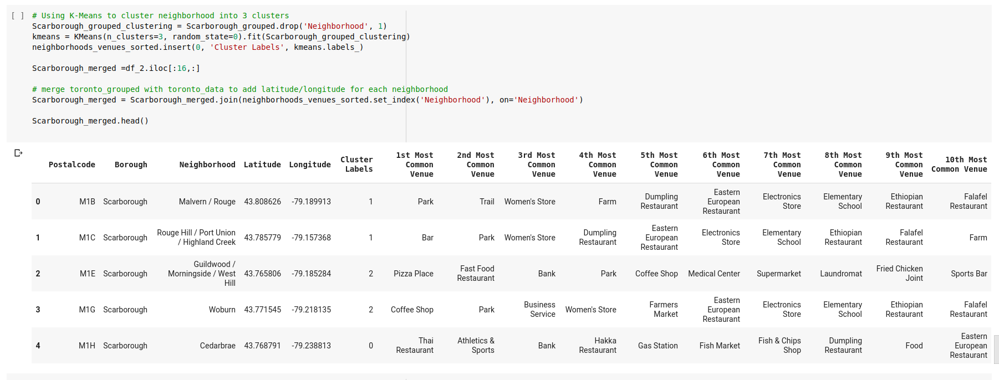 [ ] # Using K-Means to cluster neighborhood into 3 clusters
Scarborough_grouped_clustering = Scarborough_grouped.drop('Neighborhood', 1)
kmeans = KMeans(n_clusters=3, random_state=0).fit(Scarborough_grouped_clustering)
neighborhoods_venues_sorted.insert(0, 'Cluster Labels', kmeans.labels_)
Scarborough_merged =df_2.iloc[:16,:]
# merge toronto_grouped with toronto_data to add latitude/longitude for each neighborhood
Scarborough_merged = Scarborough_merged.join(neighborhoods_venues_sorted.set_index('Neighborhood'), on='Neighborhood')
Scarborough_merged.head()
Postalcode Borough Neighborhood Latitude Longitude Cluster Labels 1st Most Common Venue 2nd Most Common Venue 3rd Most Common Venue 4th Most Common Venue 5th Most Common Venue 6th Most Common Venue 7th Most Common Venue 8th Most Common Venue 9th Most Common Venue 10th Most Common Venue
0 M1B Scarborough Malvern / Rouge 43.808626 -79.189913 1 Park Trail Women's Store Farm Dumpling Restaurant Eastern European Restaurant Electronics Store Elementary School Ethiopian Restaurant Falafel Restaurant
1 M1C Scarborough Rouge Hill / Port Union / Highland Creek 43.785779 -79.157368 1 Bar Park Women's Store Dumpling Restaurant Eastern European Restaurant Electronics Store Elementary School Ethiopian Restaurant Falafel Restaurant Farm
2 M1E Scarborough Guildwood / Morningside / West Hill 43.765806 -79.185284 2 Pizza Place Fast Food Restaurant Bank Park Coffee Shop Medical Center Supermarket Laundromat Fried Chicken Joint Sports Bar
3 M1G Scarborough Woburn 43.771545 -79.218135 2 Coffee Shop Park Business Service Women's Store Farmers Market Eastern European Restaurant Electronics Store Elementary School Ethiopian Restaurant Falafel Restaurant
4 M1H Scarborough Cedarbrae 43.768791 -79.238813 0 Thai Restaurant Athletics & Sports Bank Hakka Restaurant Gas Station Fish Market Fish & Chips Shop Dumpling Restaurant Food Eastern European Restaurant